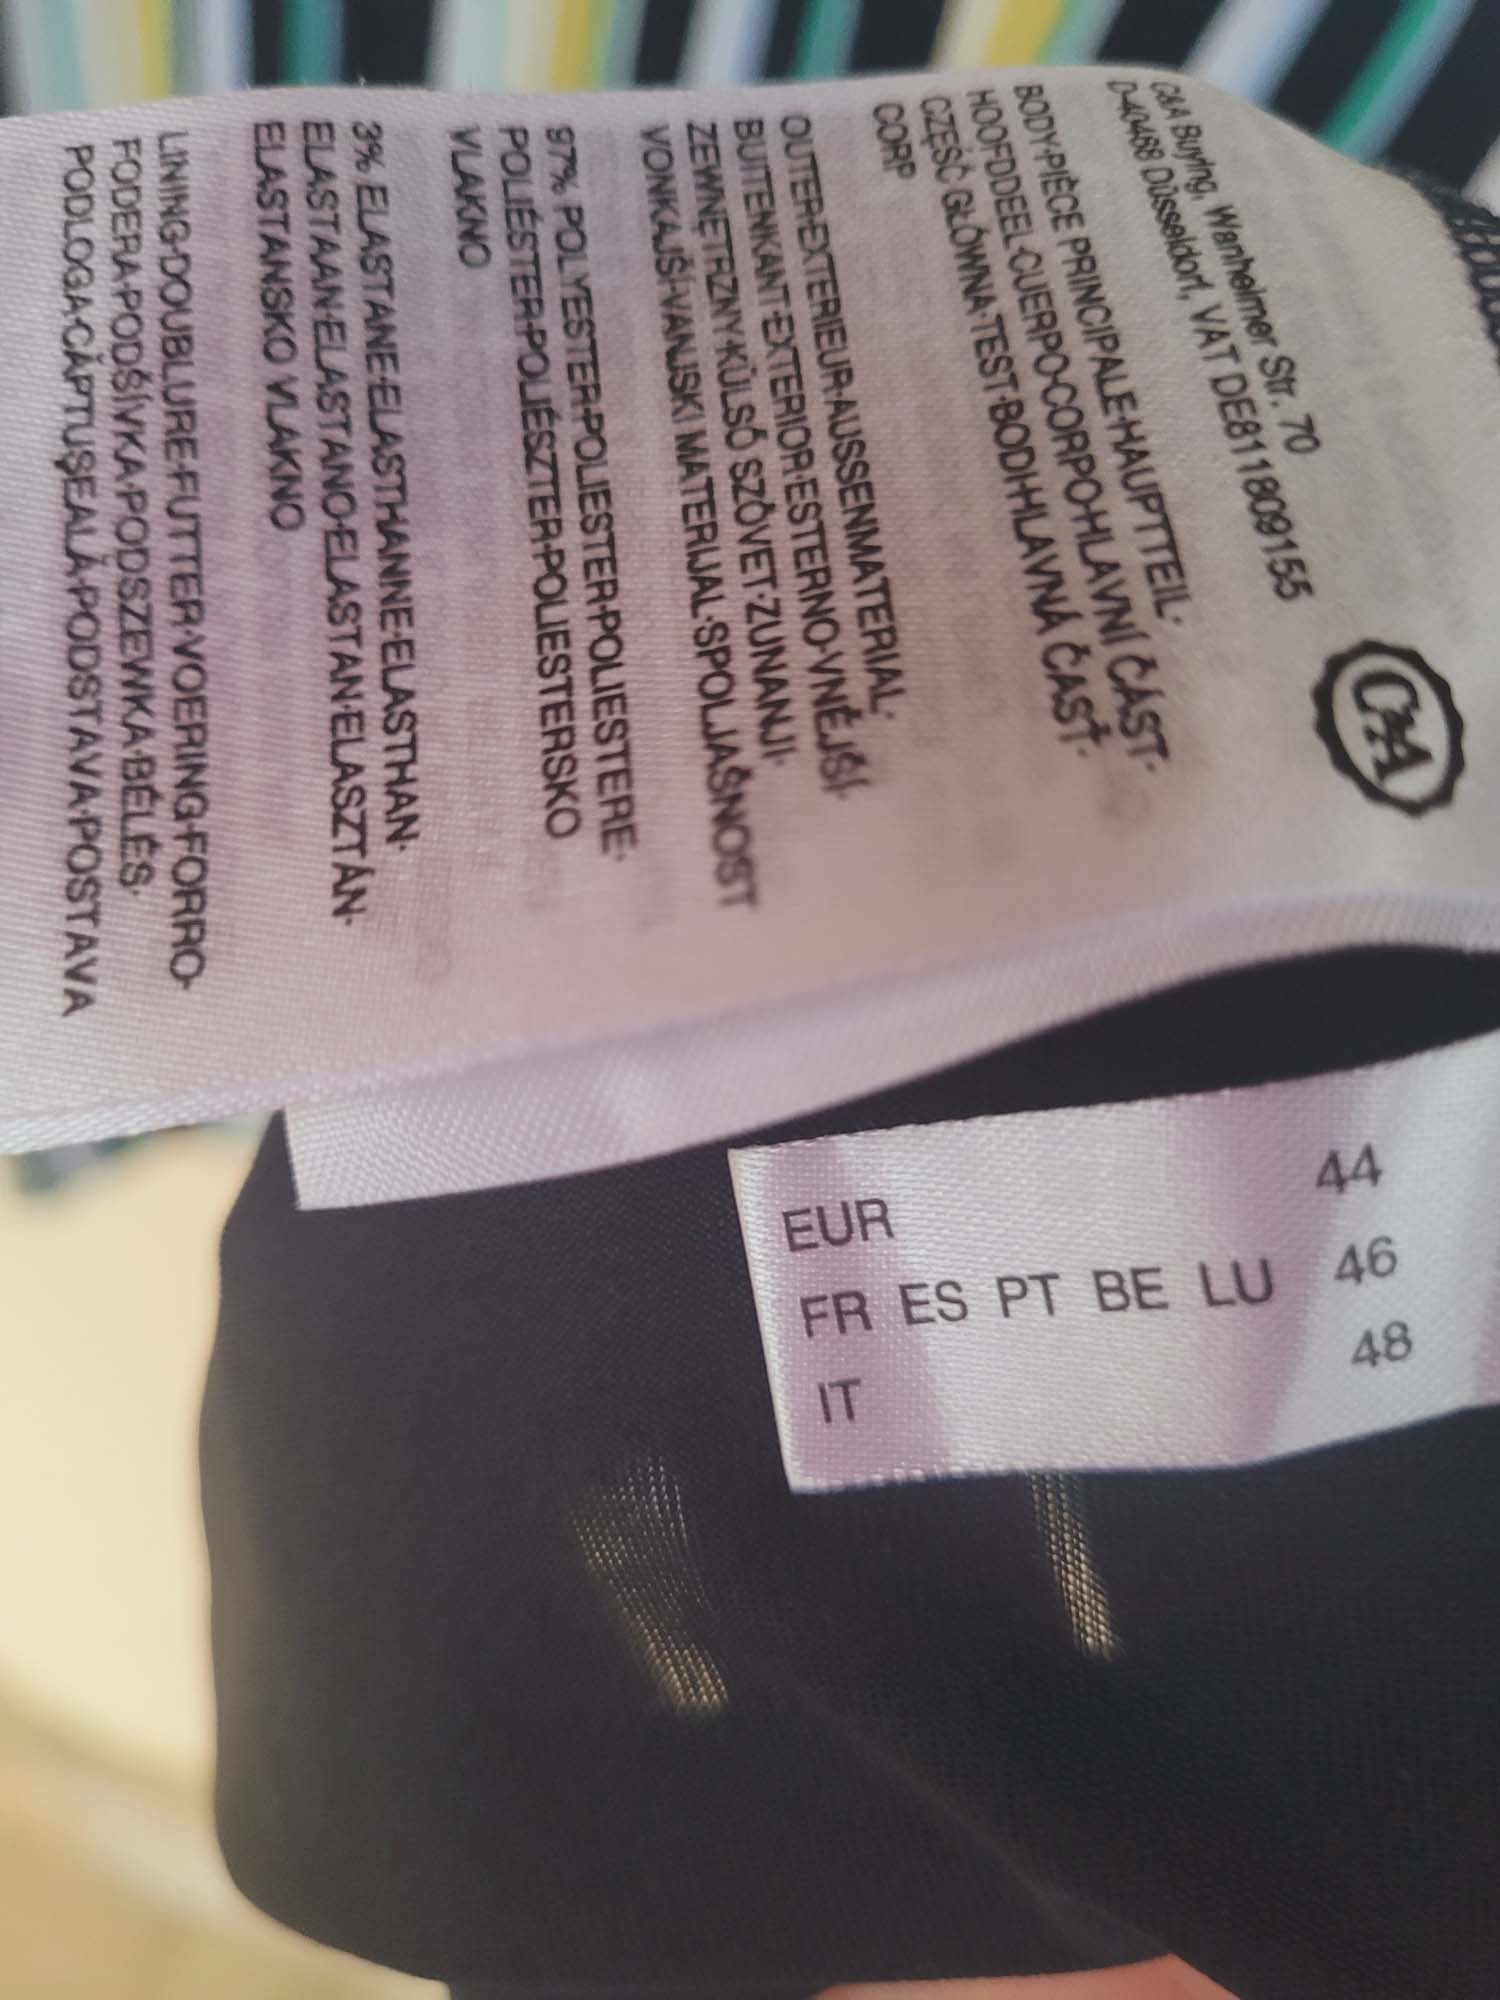 C&A
C&A Buying, Wanheimer Str. 70
D-40468 Düsseldorf, VAT DE811809155
BODY·PIÈCE PRINCIPALE·HAUPTTEIL·
HOOFDDEEL·CUERPO·CORPO·HLAVNÍ ČÁST·
CZĘŚĆ GŁÓWNA·TEST·BODI·HLAVNÁ ČASŤ·
CORP
OUTER·EXTERIEUR·AUSSENMATERIAL·
BUITENKANT·EXTERIOR·ESTERNO·VNĚJŠÍ·
ZEWNĘTRZNY·KÜLSŐ SZÖVET·ZUNANJI·
VONKAJŠÍ·VANJSKI MATERIJAL·SPOLJAŠNOST
97% POLYESTER·POLIESTER·POLIESTERE·
POLIÉSTER·POLIÉSZTER·POLIESTERSKO
VLAKNO
3% ELASTANE·ELASTHANNE·ELASTHAN·
ELASTAAN·ELASTANO·ELASTAN·ELASZTÁN·
ELASTANSKO VLAKNO
LINING·DOUBLURE·FUTTER·VOERING·FORRO·
FODERA·PODŠÍVKA·PODSZEWKA·BÉLÉS·
PODLOGA·CĂPTUȘEALĂ·PODSTAVA·POSTAVA
EUR 44
FR ES PT BE LU 46
IT 48